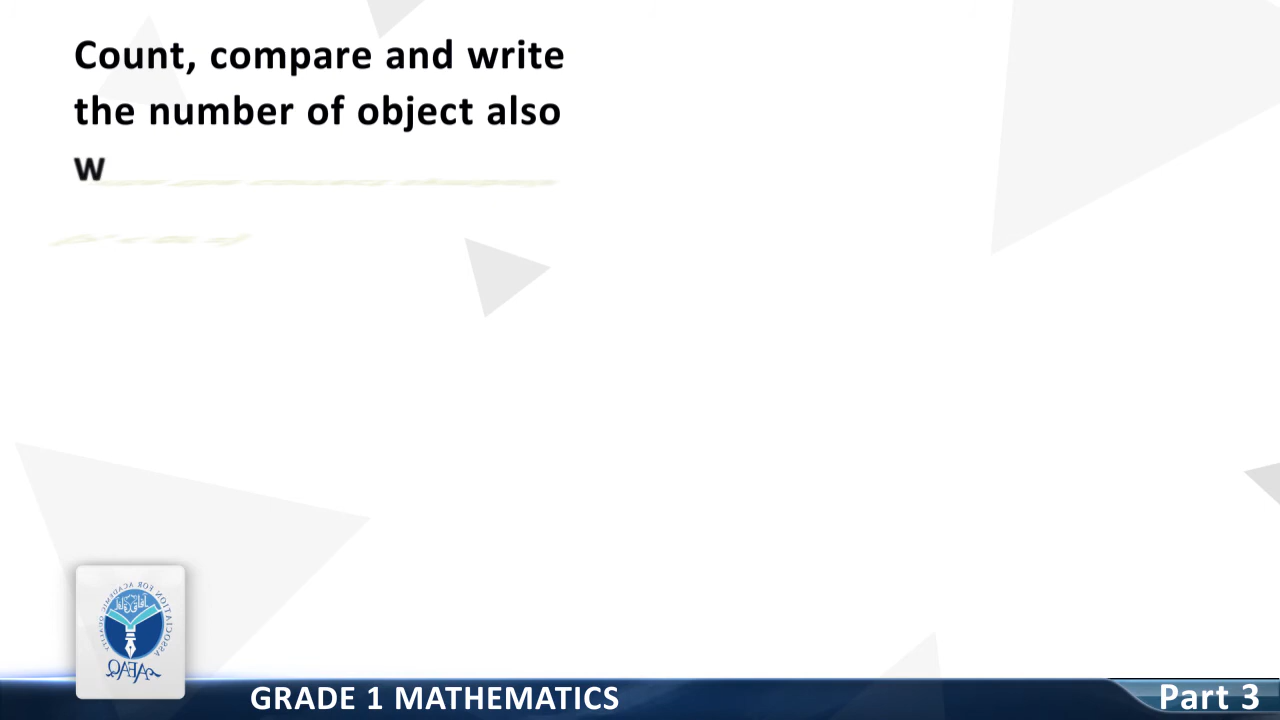 Count, compare and write
the number of object also
w
GRADE 1 MATHEMATICS
Part 3